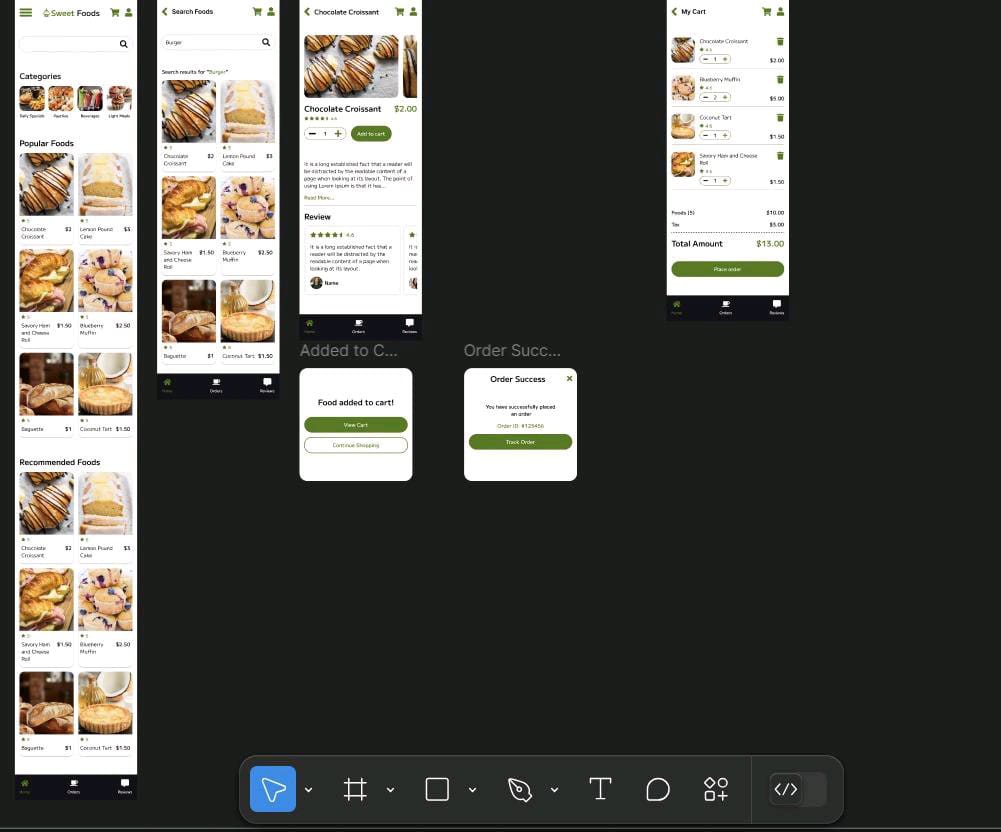 Sweet Foods
Categories
Daily Specials
Pastries
Beverages
Light Meals
Popular Foods
★ 5
★ 5
Chocolate Croissant
$2
Lemon Pound Cake
$3
★ 5
★ 5
Savory Ham and Cheese Roll
$1.50
Blueberry Muffin
$2.50
★ 5
★ 5
Baguette
$1
Coconut Tart
$1.50
Recommended Foods
★ 5
★ 5
Chocolate Croissant
$2
Lemon Pound Cake
$3
★ 5
★ 5
Savory Ham and Cheese Roll
$1.50
Blueberry Muffin
$2.50
★ 5
★ 5
Baguette
$1
Coconut Tart
$1.50
Home
Orders
Reviews
Search Foods
Burger
Search results for "Burger"
★ 5
★ 5
Chocolate Croissant
$2
Lemon Pound Cake
$3
★ 5
★ 5
Savory Ham and Cheese Roll
$1.50
Blueberry Muffin
$2.50
★ 5
★ 5
Baguette
$1
Coconut Tart
$1.50
Home
Orders
Reviews
Chocolate Croissant
Chocolate Croissant
$2.00
4.6
1
Add to cart
It is a long established fact that a reader will
be distracted by the readable content of a
page when looking at its layout. The point of
using Lorem Ipsum is that it has...
Read More...
Review
4.6
It is a long established fact that a
reader will be distracted by the
readable content of a page when
looking at its layout.
Name
It is
rea
rea
loo
Home
Orders
Reviews
Added to C...
Food added to cart!
View Cart
Continue Shopping
Order Succ...
Order Success
You have successfully placed
an order
Order ID: #123456
Track Order
My Cart
Chocolate Croissant
★ 4.6
1
$2.00
Blueberry Muffin
★ 4.6
2
$5.00
Coconut Tart
★ 4.6
1
$1.50
Savory Ham and Cheese
Roll
★ 4.6
1
$1.50
Foods (5)
$10.00
Tax
$3.00
Total Amount
$13.00
Place order
Home
Orders
Reviews